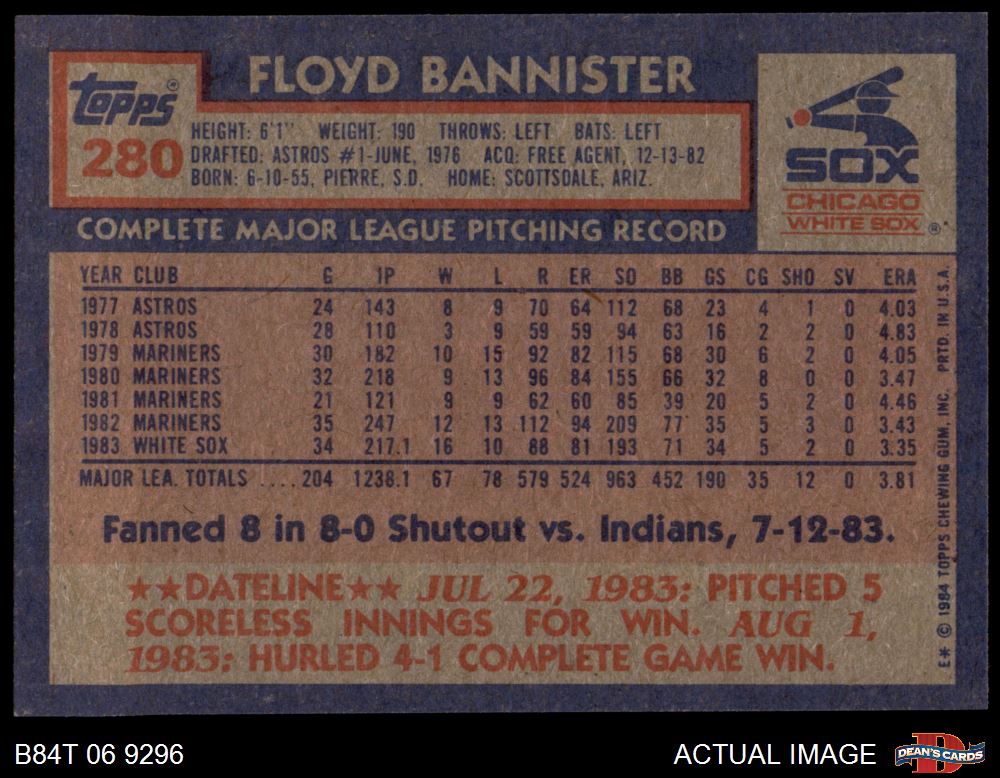 FLOYD BANNISTER
Topps®
280
HEIGHT: 6'1" WEIGHT: 190 THROWS: LEFT BATS: LEFT
DRAFTED: ASTROS #1-JUNE, 1976 ACQ: FREE AGENT, 12-13-82
BORN: 6-10-55, PIERRE, S.D. HOME: SCOTTSDALE, ARIZ.
SOX
CHICAGO
WHITE SOX ®
COMPLETE MAJOR LEAGUE PITCHING RECORD
YEAR CLUB G IP W L R ER SO BB GS CG SHO SV ERA
1977 ASTROS 24 143 8 9 70 64 112 68 23 4 1 0 4.03
1978 ASTROS 28 110 3 9 59 59 94 63 16 2 2 0 4.83
1979 MARINERS 30 182 10 15 92 82 115 68 30 6 2 0 4.05
1980 MARINERS 32 218 9 13 96 84 155 66 32 8 0 0 3.47
1981 MARINERS 21 121 9 9 62 60 85 39 20 5 2 0 4.46
1982 MARINERS 35 247 12 13 112 94 209 77 35 5 3 0 3.43
1983 WHITE SOX 34 217.1 16 10 88 81 193 71 34 5 2 0 3.35
MAJOR LEA. TOTALS .... 204 1238.1 67 78 579 524 963 452 190 35 12 0 3.81
Fanned 8 in 8-0 Shutout vs. Indians, 7-12-83.
★★DATELINE★★ JUL 22, 1983: PITCHED 5
SCORELESS INNINGS FOR WIN. AUG 1,
1983: HURLED 4-1 COMPLETE GAME WIN.
E* © 1984 TOPPS CHEWING GUM, INC. PRTD. IN U.S.A.
B84T 06 9296
ACTUAL IMAGE
DEAN'S CARDS